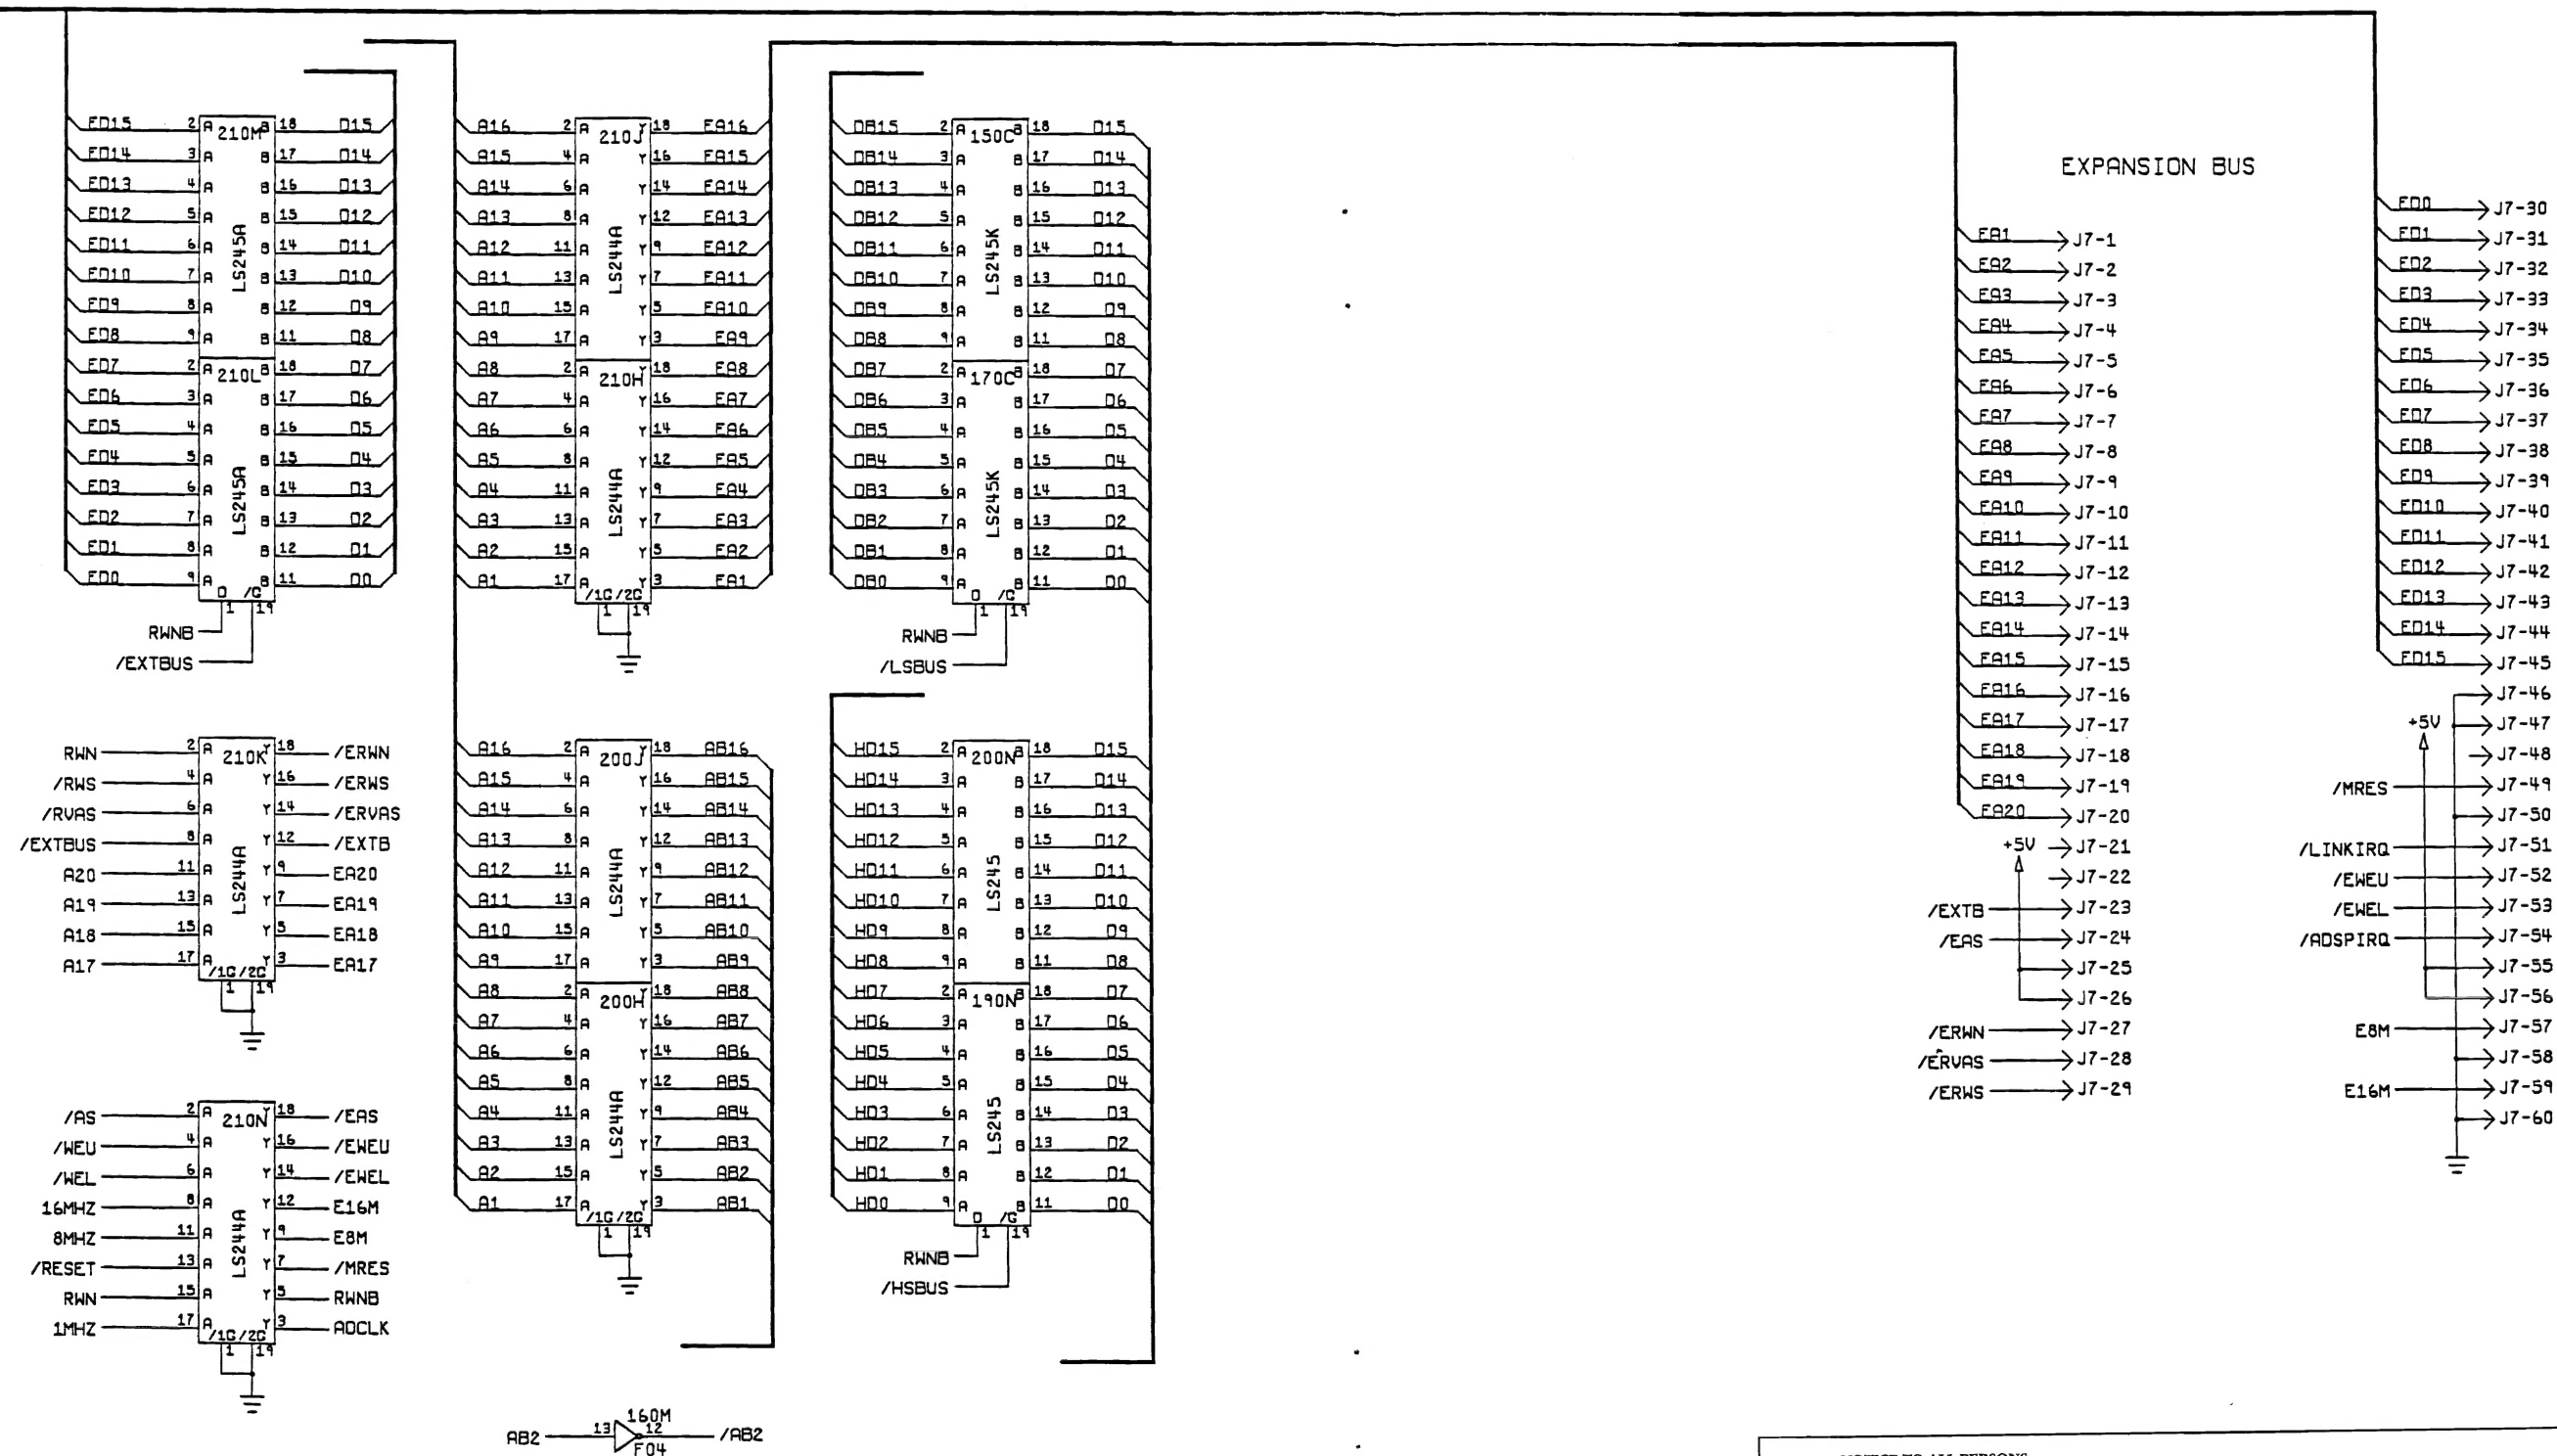 ED15 2 A 210M B 18 D15
ED14 3 A B 17 D14
ED13 4 A B 16 D13
ED12 5 A B 15 D12
ED11 6 A B 14 D11
ED10 7 A B 13 D10
ED9 8 A B 12 D9
ED8 9 A B 11 D8
LS245A
ED7 2 A 210L B 18 D7
ED6 3 A B 17 D6
ED5 4 A B 16 D5
ED4 5 A B 15 D4
ED3 6 A B 14 D3
ED2 7 A B 13 D2
ED1 8 A B 12 D1
ED0 9 A B 11 D0
LS245A
D /G
1 19
RWNB
/EXTBUS
RWN 2 A 210K Y 18 /ERWN
/RWS 4 A Y 16 /ERWS
/RVAS 6 A Y 14 /ERVAS
/EXTBUS 8 A Y 12 /EXTB
A20 11 A Y 9 EA20
A19 13 A Y 7 EA19
A18 15 A Y 5 EA18
A17 17 A Y 3 EA17
LS244A
/1G /2G
1 19
/AS 2 A 210N Y 18 /EAS
/WEU 4 A Y 16 /EWEU
/WEL 6 A Y 14 /EWEL
16MHZ 8 A Y 12 E16M
8MHZ 11 A Y 9 E8M
/RESET 13 A Y 7 /MRES
RWN 15 A Y 5 RWNB
1MHZ 17 A Y 3 ADCLK
LS244A
/1G /2G
1 19
A16 2 A 210J Y 18 EA16
A15 4 A Y 16 EA15
A14 6 A Y 14 EA14
A13 8 A Y 12 EA13
A12 11 A Y 9 EA12
A11 13 A Y 7 EA11
A10 15 A Y 5 EA10
A9 17 A Y 3 EA9
LS244A
A8 2 A 210H Y 18 EA8
A7 4 A Y 16 EA7
A6 6 A Y 14 EA6
A5 8 A Y 12 EA5
A4 11 A Y 9 EA4
A3 13 A Y 7 EA3
A2 15 A Y 5 EA2
A1 17 A Y 3 EA1
LS244A
/1G /2G
1 19
A16 2 A 200J Y 18 AB16
A15 4 A Y 16 AB15
A14 6 A Y 14 AB14
A13 8 A Y 12 AB13
A12 11 A Y 9 AB12
A11 13 A Y 7 AB11
A10 15 A Y 5 AB10
A9 17 A Y 3 AB9
LS244A
A8 2 A 200H Y 18 AB8
A7 4 A Y 16 AB7
A6 6 A Y 14 AB6
A5 8 A Y 12 AB5
A4 11 A Y 9 AB4
A3 13 A Y 7 AB3
A2 15 A Y 5 AB2
A1 17 A Y 3 AB1
LS244A
/1G /2G
1 19
160M
AB2 13 12 /AB2
F04
DB15 2 A 150C B 18 D15
DB14 3 A B 17 D14
DB13 4 A B 16 D13
DB12 5 A B 15 D12
DB11 6 A B 14 D11
DB10 7 A B 13 D10
DB9 8 A B 12 D9
DB8 9 A B 11 D8
LS245K
DB7 2 A 170C B 18 D7
DB6 3 A B 17 D6
DB5 4 A B 16 D5
DB4 5 A B 15 D4
DB3 6 A B 14 D3
DB2 7 A B 13 D2
DB1 8 A B 12 D1
DB0 9 A B 11 D0
LS245K
D /G
1 19
RWNB
/LSBUS
HD15 2 A 200N B 18 D15
HD14 3 A B 17 D14
HD13 4 A B 16 D13
HD12 5 A B 15 D12
HD11 6 A B 14 D11
HD10 7 A B 13 D10
HD9 8 A B 12 D9
HD8 9 A B 11 D8
LS245
HD7 2 A 190N B 18 D7
HD6 3 A B 17 D6
HD5 4 A B 16 D5
HD4 5 A B 15 D4
HD3 6 A B 14 D3
HD2 7 A B 13 D2
HD1 8 A B 12 D1
HD0 9 A B 11 D0
LS245
D /G
1 19
RWNB
/HSBUS
EXPANSION BUS
EA1 J7-1
EA2 J7-2
EA3 J7-3
EA4 J7-4
EA5 J7-5
EA6 J7-6
EA7 J7-7
EA8 J7-8
EA9 J7-9
EA10 J7-10
EA11 J7-11
EA12 J7-12
EA13 J7-13
EA14 J7-14
EA15 J7-15
EA16 J7-16
EA17 J7-17
EA18 J7-18
EA19 J7-19
EA20 J7-20
+5V J7-21
J7-22
/EXTB J7-23
/EAS J7-24
J7-25
J7-26
/ERWN J7-27
/ERVAS J7-28
/ERWS J7-29
ED0 J7-30
ED1 J7-31
ED2 J7-32
ED3 J7-33
ED4 J7-34
ED5 J7-35
ED6 J7-36
ED7 J7-37
ED8 J7-38
ED9 J7-39
ED10 J7-40
ED11 J7-41
ED12 J7-42
ED13 J7-43
ED14 J7-44
ED15 J7-45
J7-46
+5V J7-47
J7-48
/MRES J7-49
J7-50
/LINKIRQ J7-51
/EWEU J7-52
/EWEL J7-53
/ADSPIRQ J7-54
J7-55
J7-56
E8M J7-57
J7-58
E16M J7-59
J7-60
NOTICE TO ALL PERSONS